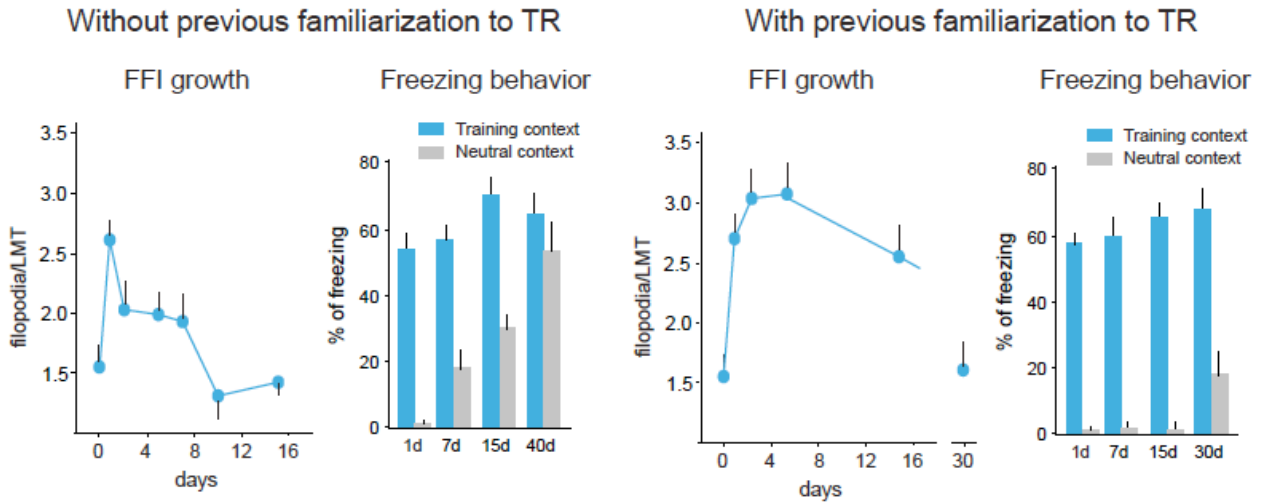 Without previous familiarization to TR
With previous familiarization to TR
FFI growth
Freezing behavior
FFI growth
Freezing behavior
filopodia/LMT
3.5
3.0
2.5
2.0
1.5
0 4 8 12 16
days
Training context
Neutral context
% of freezing
80
60
40
20
0
1d 7d 15d 40d
filopodia/LMT
3.5
3.0
2.5
2.0
1.5
0 4 8 12 16 30
days
Training context
Neutral context
% of freezing
80
60
40
20
0
1d 7d 15d 30d